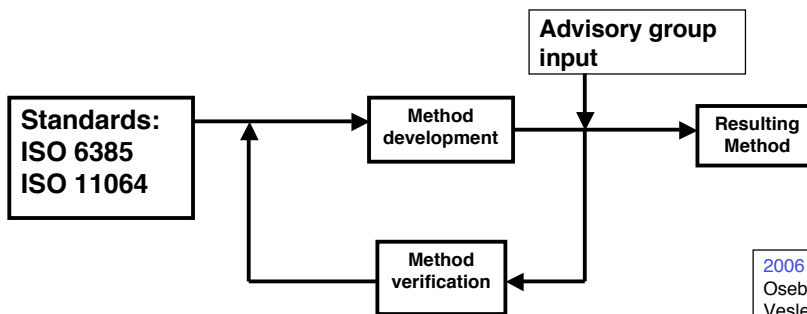 Advisory group
input
Standards:
ISO 6385
ISO 11064
Method
development
Resulting
Method
Method
verification
2006